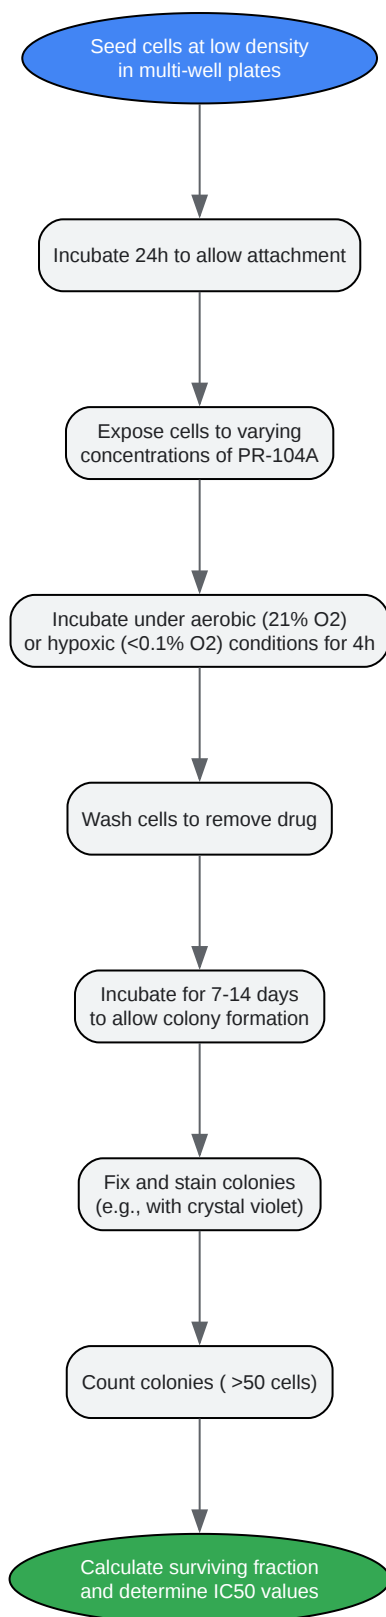 Seed cells at low density
in multi-well plates
Incubate 24h to allow attachment
Expose cells to varying
concentrations of PR-104A
Incubate under aerobic (21% O2)
or hypoxic (<0.1% O2) conditions for 4h
Wash cells to remove drug
Incubate for 7-14 days
to allow colony formation
Fix and stain colonies
(e.g., with crystal violet)
Count colonies ( >50 cells)
Calculate surviving fraction
and determine IC50 values